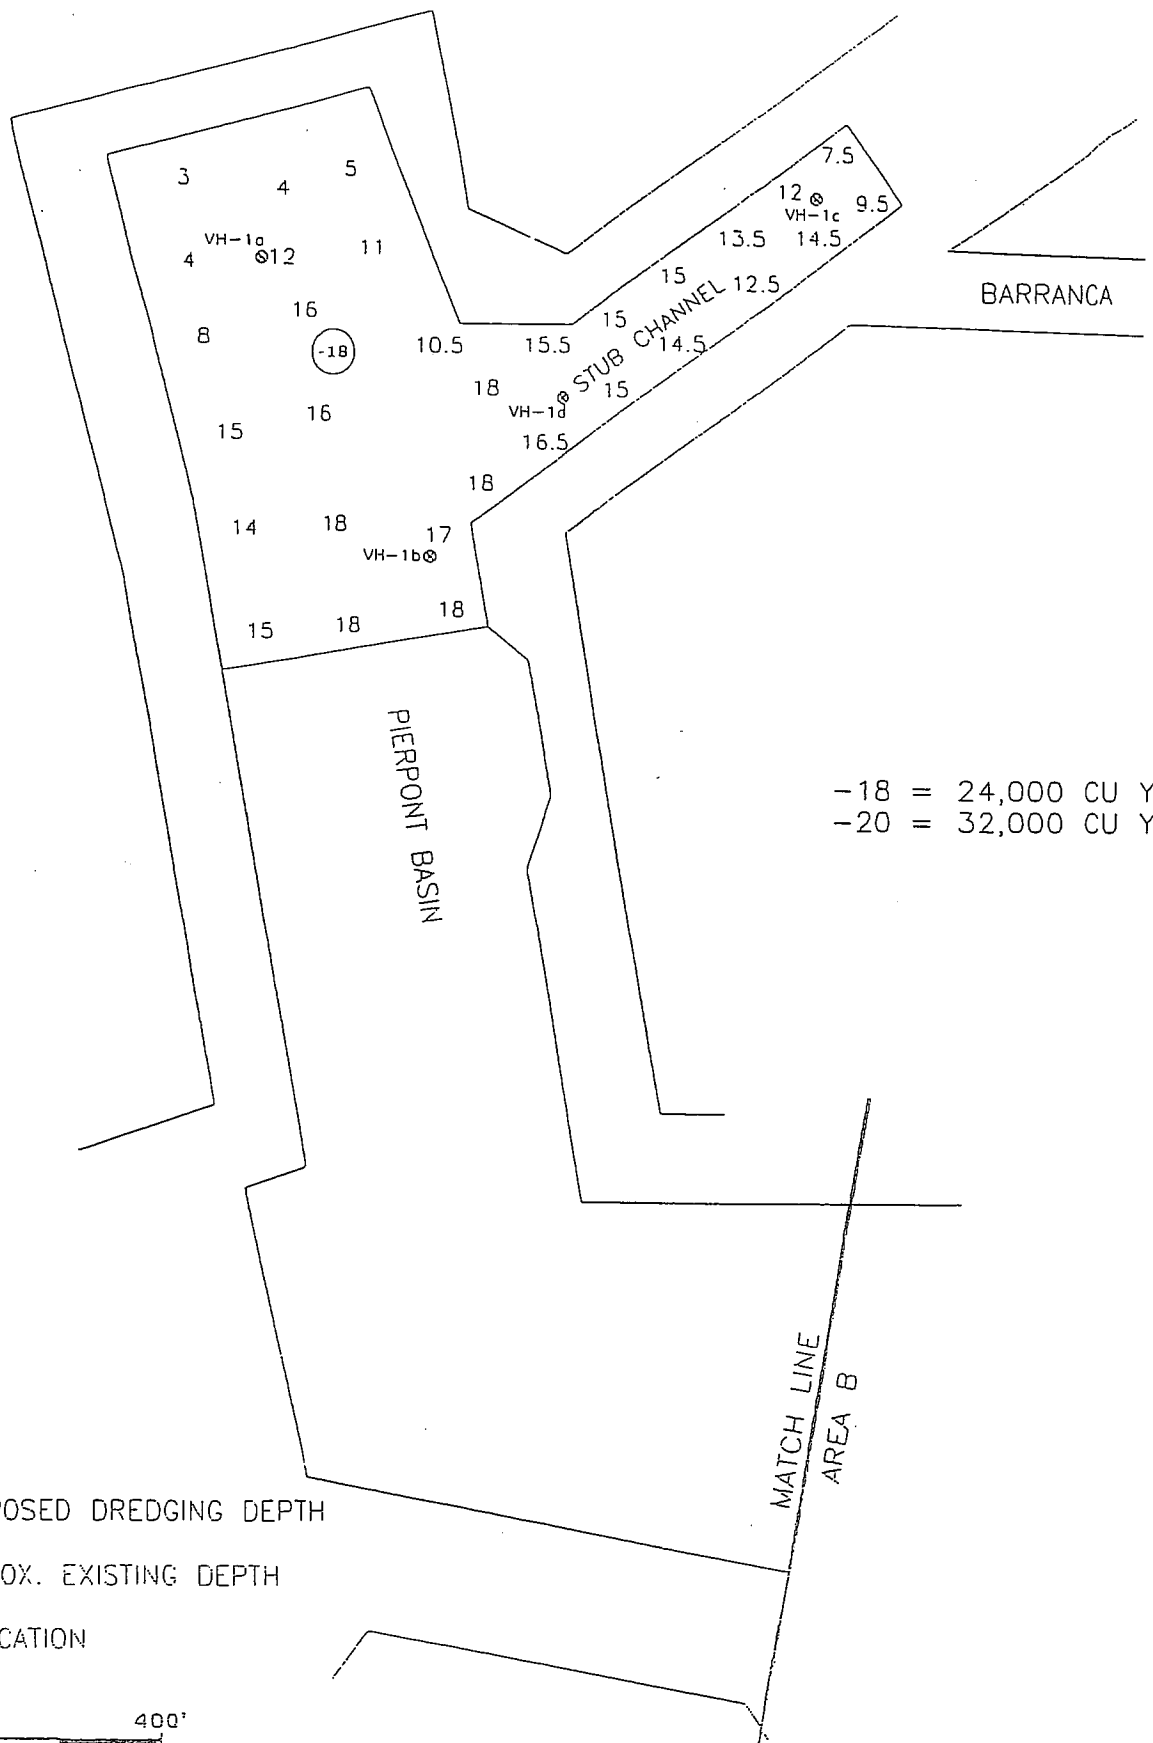 7.5
3
4
5
12
VH-1c
9.5
VH-1a
12
4
11
13.5
14.5
15
12.5
BARRANCA
16
8
-18
15
10.5
15.5
14.5
STUB CHANNEL
18
VH-1d
15
16
15
16.5
18
14
18
17
VH-1b
15
18
18
PIERPONT BASIN
-18 = 24,000 CU Y
-20 = 32,000 CU Y
MATCH LINE
AREA B
POSED DREDGING DEPTH
OX. EXISTING DEPTH
CATION
400'